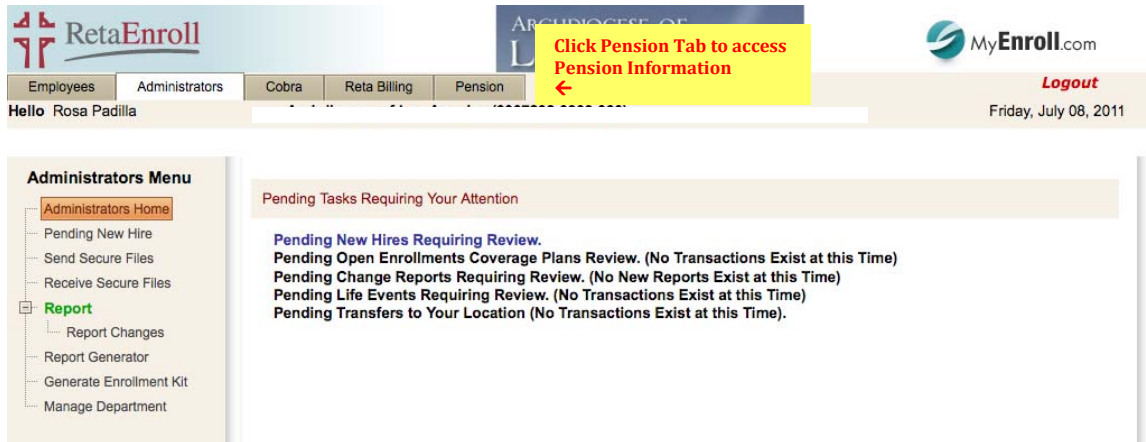 RetaEnroll
ARCHDIOCESE OF
Click Pension Tab to access
Pension Information
←
MyEnroll.com
Employees
Administrators
Cobra
Reta Billing
Pension
Logout
Hello Rosa Padilla
Friday, July 08, 2011
Administrators Menu
Administrators Home
Pending New Hire
Send Secure Files
Receive Secure Files
Report
Report Changes
Report Generator
Generate Enrollment Kit
Manage Department
Pending Tasks Requiring Your Attention
Pending New Hires Requiring Review.
Pending Open Enrollments Coverage Plans Review. (No Transactions Exist at this Time)
Pending Change Reports Requiring Review. (No New Reports Exist at this Time)
Pending Life Events Requiring Review. (No Transactions Exist at this Time)
Pending Transfers to Your Location (No Transactions Exist at this Time).